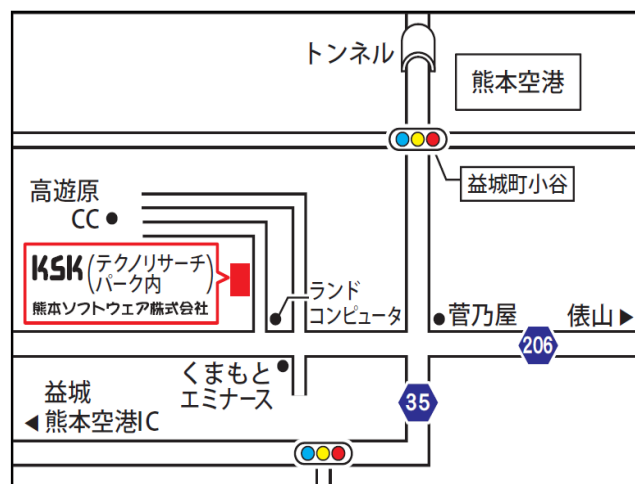 トンネル
熊本空港
益城町小谷
高遊原
CC
KSK(テクノリサーチ
パーク内)
熊本ソフトウェア株式会社
ランド
コンピュータ
菅乃屋
俵山▶
206
くまもと
エミナース
35
益城
◀熊本空港IC